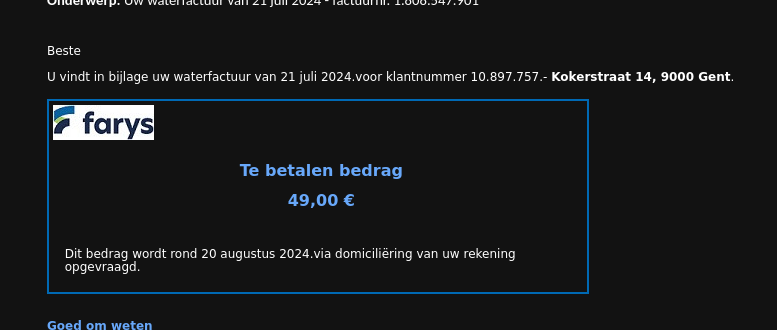 Onderwerp: Uw waterfactuur van 21 juli 2024 - factuurnr. 1.806.547.901
Beste
U vindt in bijlage uw waterfactuur van 21 juli 2024.voor klantnummer 10.897.757.- Kokerstraat 14, 9000 Gent.
farys
Te betalen bedrag
49,00 €
Dit bedrag wordt rond 20 augustus 2024.via domiciliëring van uw rekening
opgevraagd.
Goed om weten